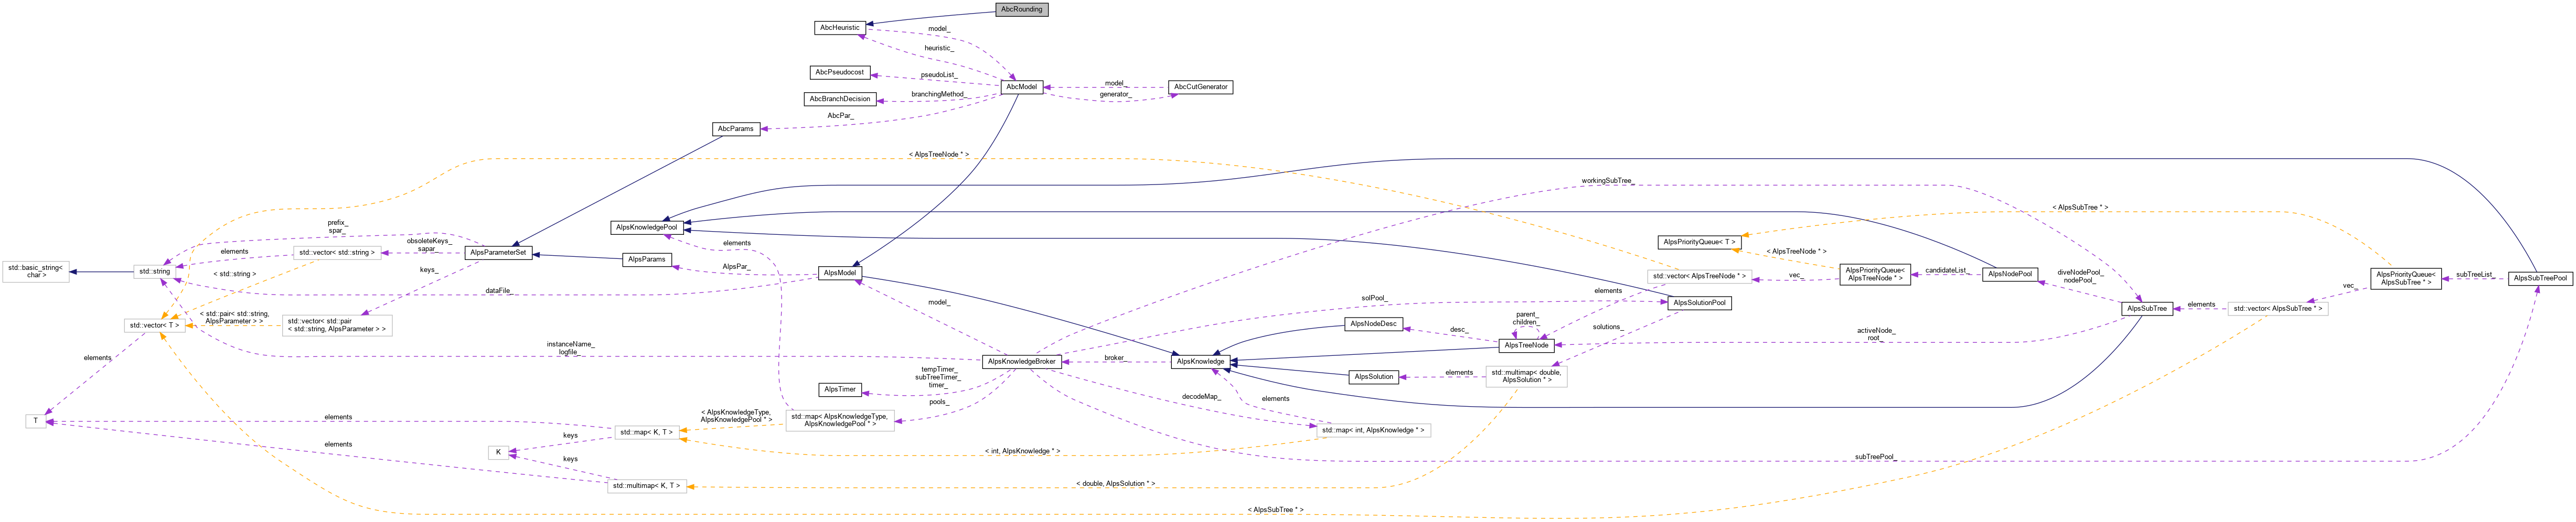 AbcRounding
AbcHeuristic
model_
heuristic_
AbcPseudocost
pseudoList_
AbcModel
model_
AbcCutGenerator
AbcBranchDecision
branchingMethod_
generator_
AbcPar_
AbcParams
< AlpsTreeNode * >
workingSubTree_
< AlpsSubTree * >
prefix_
spar_
AlpsKnowledgePool
elements
obsoleteKeys_
sapar_
elements
AlpsPriorityQueue< T >
std::vector< std::string >
AlpsParameterSet
AlpsParams
< AlpsTreeNode * >
std::basic_string<
char >
std::string
< std::string >
keys_
AlpsPar_
AlpsModel
std::vector< AlpsTreeNode * >
vec_
AlpsPriorityQueue<
AlpsTreeNode * >
candidateList_
AlpsNodePool
diveNodePool_
nodePool_
AlpsPriorityQueue<
AlpsSubTree * >
subTreeList_
AlpsSubTreePool
vec_
dataFile_
elements
solPool_
AlpsSolutionPool
model_
elements
std::vector< AlpsSubTree * >
AlpsSubTree
< std::pair< std::string,
AlpsParameter > >
std::vector< std::pair
< std::string, AlpsParameter > >
std::vector< T >
parent_
children_
AlpsNodeDesc
desc_
solutions_
activeNode_
root_
AlpsTreeNode
instanceName_
logfile_
elements
AlpsKnowledgeBroker
broker_
AlpsKnowledge
tempTimer_
subTreeTimer_
timer_
AlpsTimer
AlpsSolution
elements
std::multimap< double,
AlpsSolution * >
decodeMap_
elements
pools_
< AlpsKnowledgeType,
AlpsKnowledgePool * >
std::map< AlpsKnowledgeType,
AlpsKnowledgePool * >
elements
T
std::map< K, T >
std::map< int, AlpsKnowledge * >
keys
elements
K
< int, AlpsKnowledge * >
subTreePool_
keys
std::multimap< K, T >
< double, AlpsSolution * >
< AlpsSubTree * >